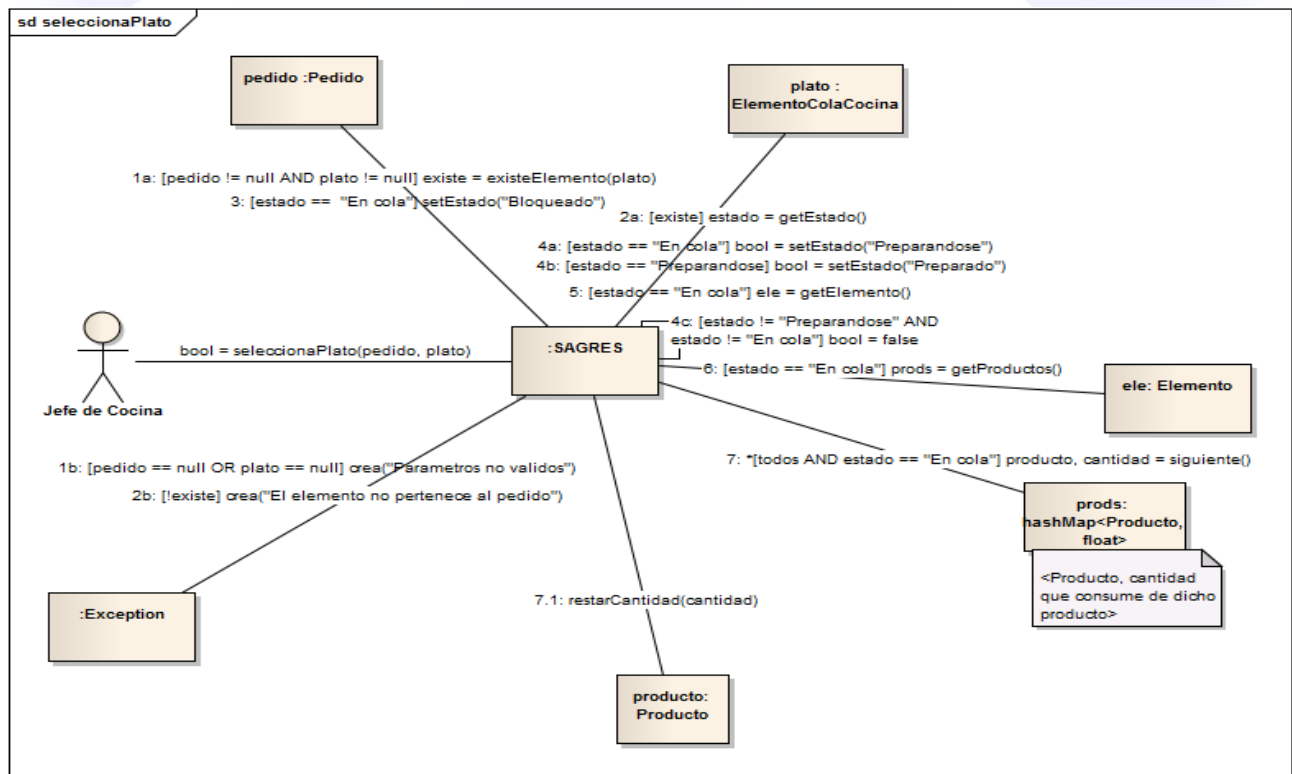 sd seleccionaPlato
pedido :Pedido
plato :
ElementoColaCocina
1a: [pedido != null AND plato != null] existe = existeElemento(plato)
3: [estado == "En cola"] setEstado("Bloqueado")
2a: [existe] estado = getEstado()
4a: [estado == "En cola"] bool = setEstado("Preparandose")
4b: [estado == "Preparandose] bool = setEstado("Preparado")
5: [estado == "En cola"] ele = getElemento()
4c: [estado != "Preparandose" AND
estado != "En cola"] bool = false
:SAGRES
bool = seleccionaPlato(pedido, plato)
Jefe de Cocina
6: [estado == "En cola"] prods = getProductos()
ele: Elemento
7: *[todos AND estado == "En cola"] producto, cantidad = siguiente()
1b: [pedido == null OR plato == null] crea("Parametros no validos")
2b: [!existe] crea("El elemento no pertenece al pedido")
prods:
hashMap<Producto,
float>
<Producto, cantidad
que consume de dicho
producto>
:Exception
7.1: restarCantidad(cantidad)
producto:
Producto